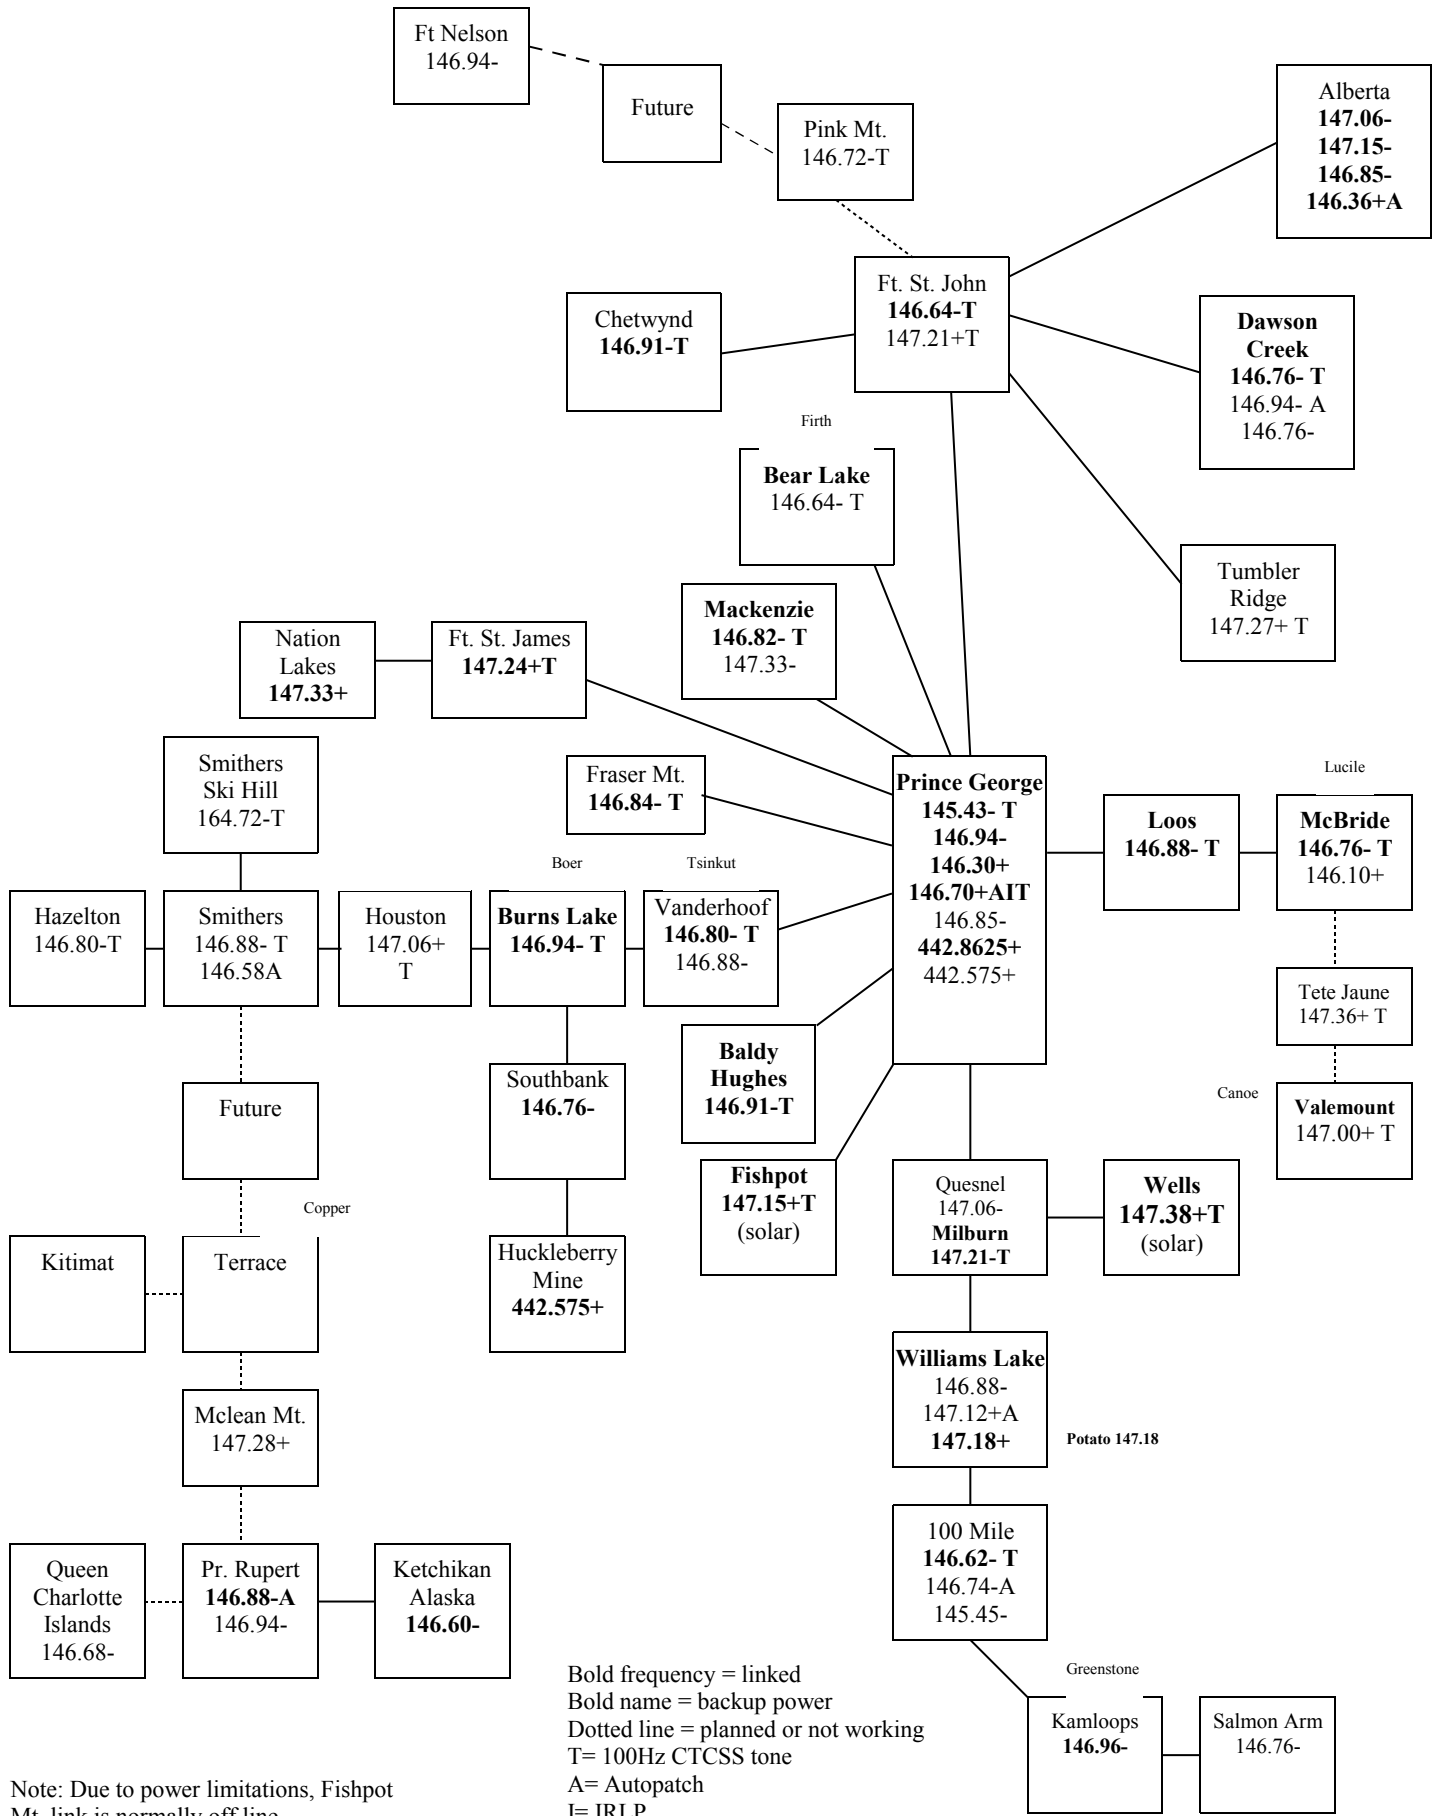 Ft Nelson
146.94-
Future
Pink Mt.
146.72-T
Alberta
147.06-
147.15-
146.85-
146.36+A
Ft. St. John
146.64-T
147.21+T
Chetwynd
146.91-T
Dawson
Creek
146.76- T
146.94- A
146.76-
Firth
Bear Lake
146.64- T
Tumbler
Ridge
147.27+ T
Mackenzie
146.82- T
147.33-
Nation
Lakes
147.33+
Ft. St. James
147.24+T
Smithers
Ski Hill
164.72-T
Fraser Mt.
146.84- T
Prince George
145.43- T
146.94-
146.30+
146.70+AIT
146.85-
442.8625+
442.575+
Loos
146.88- T
Lucile
McBride
146.76- T
146.10+
Hazelton
146.80-T
Smithers
146.88- T
146.58A
Houston
147.06+
T
Boer
Burns Lake
146.94- T
Tsinkut
Vanderhoof
146.80- T
146.88-
Tete Jaune
147.36+ T
Baldy
Hughes
146.91-T
Southbank
146.76-
Future
Canoe
Valemount
147.00+ T
Fishpot
147.15+T
(solar)
Quesnel
147.06-
Milburn
147.21-T
Wells
147.38+T
(solar)
Copper
Kitimat
Terrace
Huckleberry
Mine
442.575+
Williams Lake
146.88-
147.12+A
147.18+
Potato 147.18
Mclean Mt.
147.28+
100 Mile
146.62- T
146.74-A
145.45-
Queen
Charlotte
Islands
146.68-
Pr. Rupert
146.88-A
146.94-
Ketchikan
Alaska
146.60-
Greenstone
Kamloops
146.96-
Salmon Arm
146.76-
Bold frequency = linked
Bold name = backup power
Dotted line = planned or not working
T= 100Hz CTCSS tone
A= Autopatch
I= IRLP
Note: Due to power limitations, Fishpot
Mt. link is normally off line